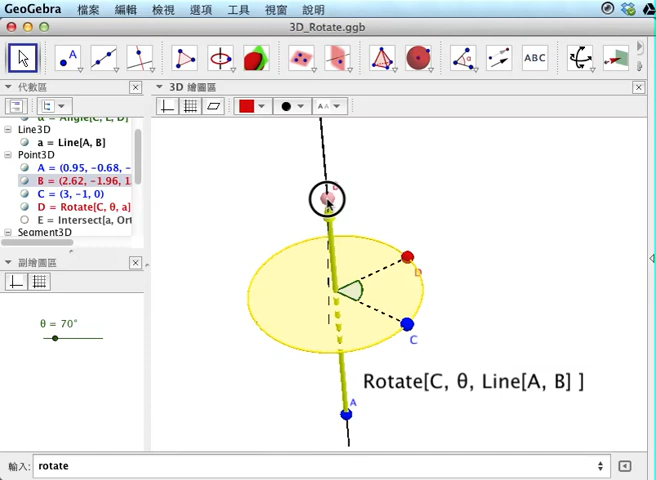 GeoGebra 檔案 編輯 檢視 選項 工具 視窗 說明
3D_Rotate.ggb
A
ABC
代數區
3D 繪圖區
Line3D
a = Line[A, B]
Point3D
A = (0.95, -0.68, -
B = (2.62, -1.96, 1
C = (3, -1, 0)
D = Rotate[C, θ, a]
E = Intersect[a, Ort
Segment3D
副繪圖區
θ = 70°
D
C
Rotate[C, θ, Line[A, B] ]
A
輸入: rotate